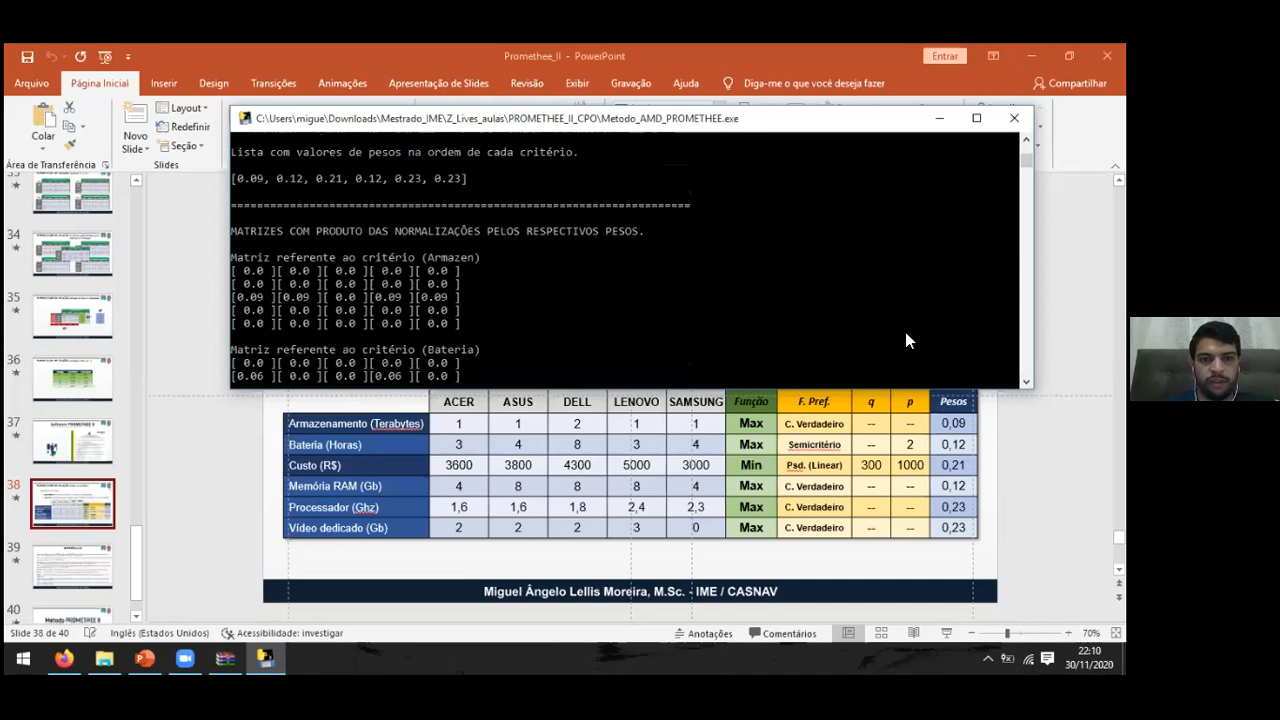 Promethee_II - PowerPoint
Entrar
Arquivo Página Inicial Inserir Design Transições Animações Apresentação de Slides Revisão Exibir Gravação Ajuda Diga-me o que você deseja fazer Compartilhar
Colar
Novo
Slide
Layout
Redefinir
Seção
Área de Transferência
Slides
C:\Users\migue\Downloads\Mestrado_IME\Z_Lives_aulas\PROMETHEE_II_CPO\Metodo_AMD_PROMETHEE.exe
Lista com valores de pesos na ordem de cada critério.
[0.09, 0.12, 0.21, 0.12, 0.23, 0.23]
======================================================================
MATRIZES COM PRODUTO DAS NORMALIZAÇÕES PELOS RESPECTIVOS PESOS.
Matriz referente ao critério (Armazen)
[ 0.0 ][ 0.0 ][ 0.0 ][ 0.0 ][ 0.0 ]
[ 0.0 ][ 0.0 ][ 0.0 ][ 0.0 ][ 0.0 ]
[0.09 ][0.09 ][ 0.0 ][0.09 ][0.09 ]
[ 0.0 ][ 0.0 ][ 0.0 ][ 0.0 ][ 0.0 ]
[ 0.0 ][ 0.0 ][ 0.0 ][ 0.0 ][ 0.0 ]
Matriz referente ao critério (Bateria)
[ 0.0 ][ 0.0 ][ 0.0 ][ 0.0 ][ 0.0 ]
[0.06 ][ 0.0 ][ 0.0 ][0.06 ][ 0.0 ]
34
35
36
37
38
39
40
ACER ASUS DELL LENOVO SAMSUNG Função F. Pref. q p Pesos
Armazenamento (Terabytes) 1 1 2 1 1 Max C. Verdadeiro -- -- 0,09
Bateria (Horas) 3 4 8 3 4 Max Semicritério -- 2 0,12
Custo (R$) 3600 3800 4300 5000 3000 Min Psd. (Linear) 300 1000 0,21
Memória RAM (Gb) 4 8 8 8 4 Max C. Verdadeiro -- -- 0,12
Processador (Ghz) 1,6 1,6 1,8 2,4 2,3 Max C. Verdadeiro -- -- 0,23
Vídeo dedicado (Gb) 2 2 2 3 0 Max C. Verdadeiro -- -- 0,23
Miguel Ângelo Lellis Moreira, M.Sc. - IME / CASNAV
Slide 38 de 40 Inglês (Estados Unidos) Acessibilidade: investigar Anotações Comentários 70%
22:10
30/11/2020